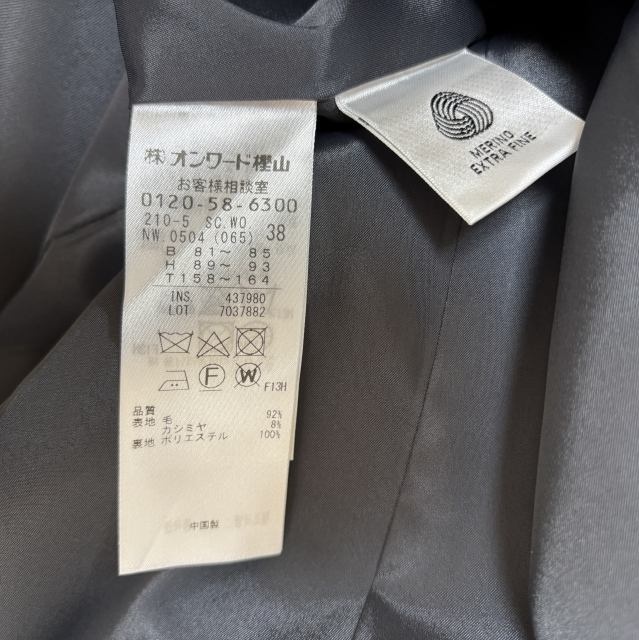 (株)オンワード樫山
お客様相談室
0120-58-6300
210-5 SC.WO.
NW.0504 (065) 38
B 81～ 85
H 89～ 93
T158～164
INS. 437980
LOT 7037882
F W F13H
品質
表地 毛 92%
カシミヤ 8%
裏地 ポリエステル 100%
中国製
MERINO
EXTRA FINE